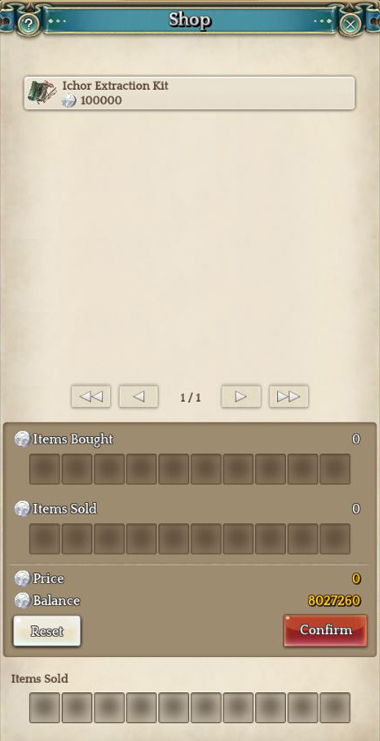 ?
Shop
Ichor Extraction Kit
100000
1 / 1
Items Bought 0
Items Sold 0
Price 0
Balance 8027260
Reset Confirm
Items Sold